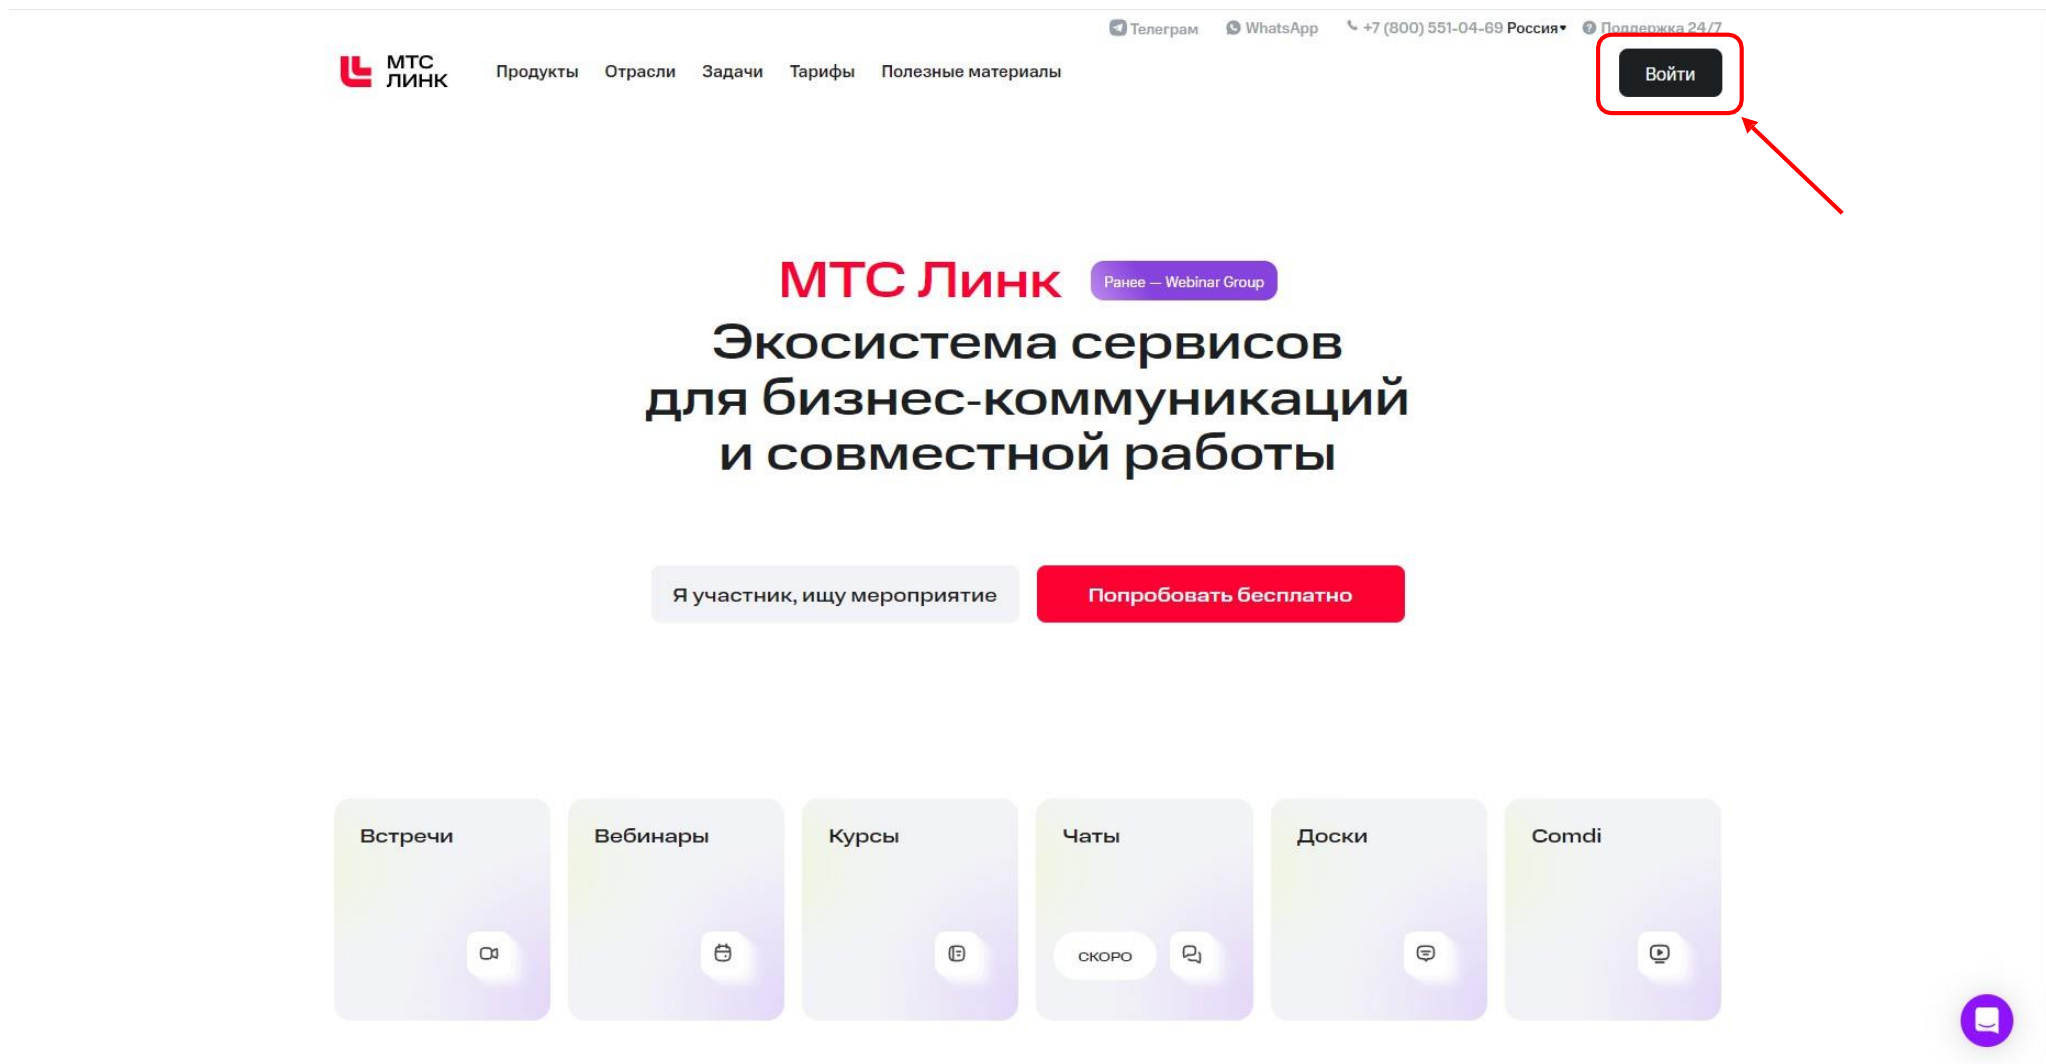 Телеграм WhatsApp +7 (800) 551-04-69 Россия Поддержка 24/7
МТС
ЛИНК
Продукты Отрасли Задачи Тарифы Полезные материалы
Войти
МТС Линк Ранее — Webinar Group
Экосистема сервисов
для бизнес-коммуникаций
и совместной работы
Я участник, ищу мероприятие Попробовать бесплатно
Встречи Вебинары Курсы Чаты Доски Comdi
СКОРО